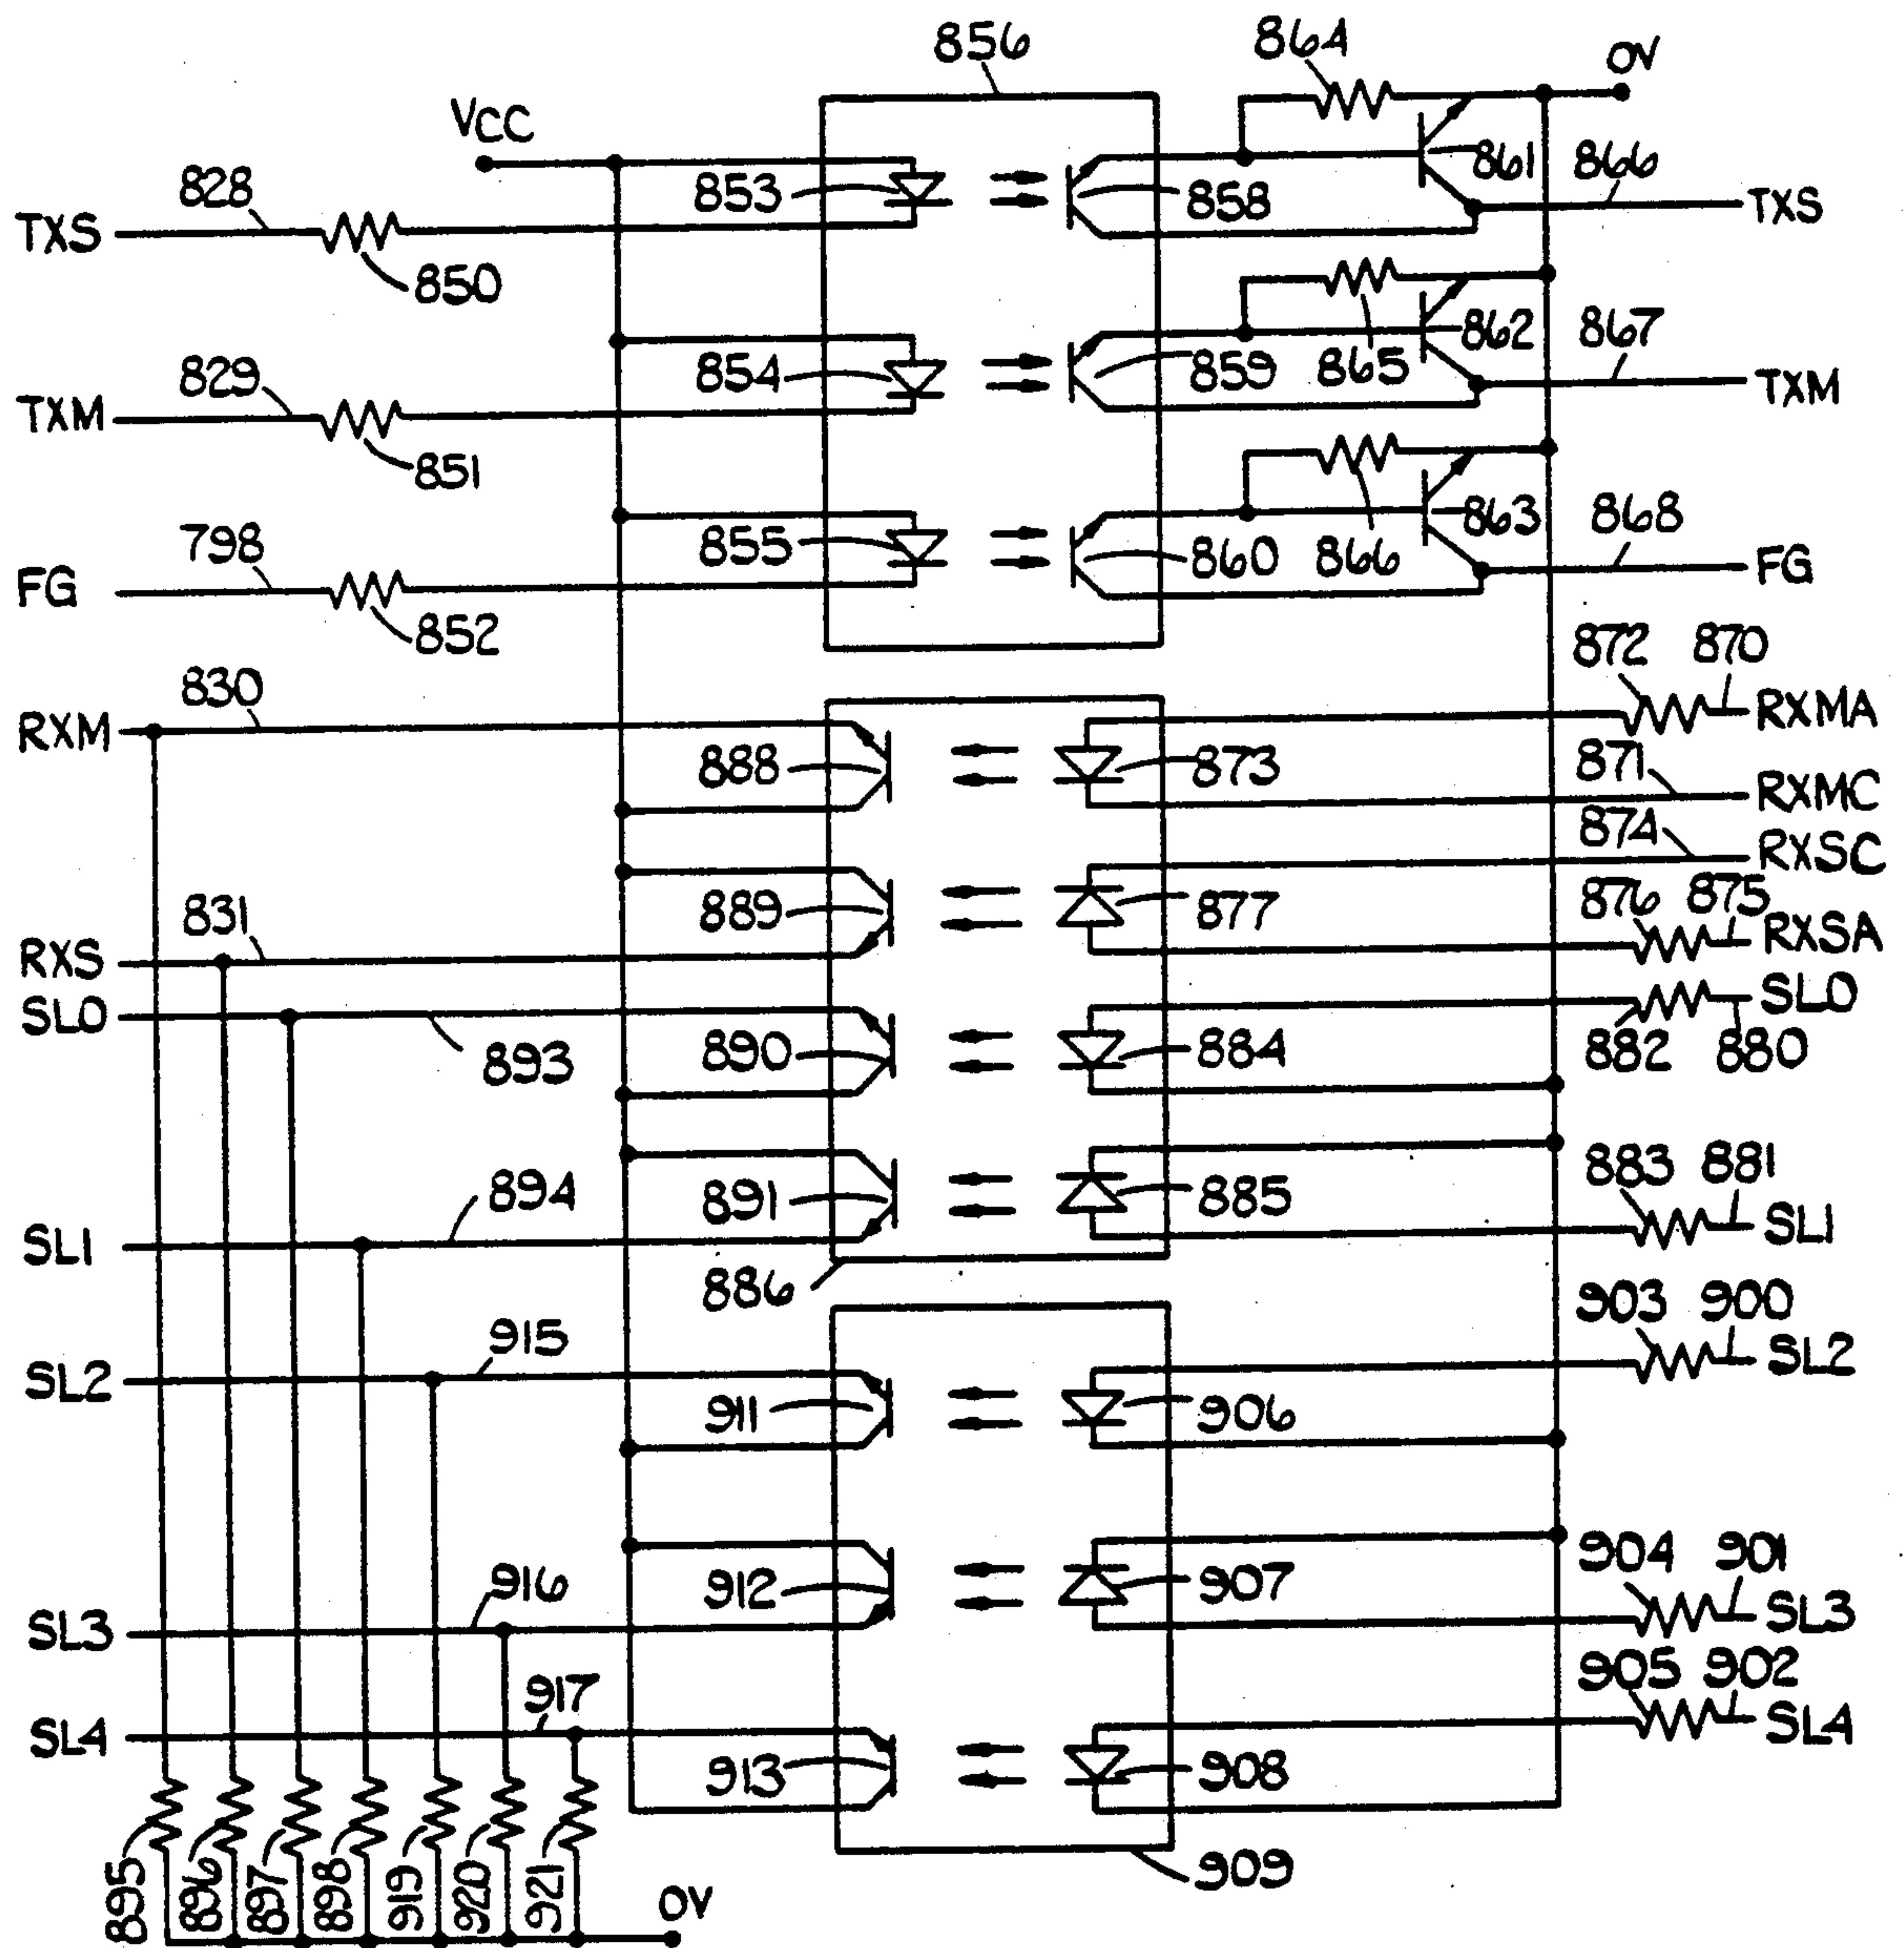 856
864
0V
VCC
828
853
858
861
866
TXS
TXS
850
829
854
859
865
862
867
TXM
TXM
851
798
855
860
866
863
868
FG
FG
852
872
870
830
RXM
RXMA
888
873
871
RXMC
874
RXSC
831
889
877
876
875
RXS
RXSA
SL0
SL0
893
890
884
882
880
894
891
885
883
881
SL1
SL1
886
903
900
915
SL2
SL2
911
906
916
912
907
904
901
SL3
SL3
917
905
902
SL4
SL4
913
908
895
896
897
898
919
920
921
0V
909